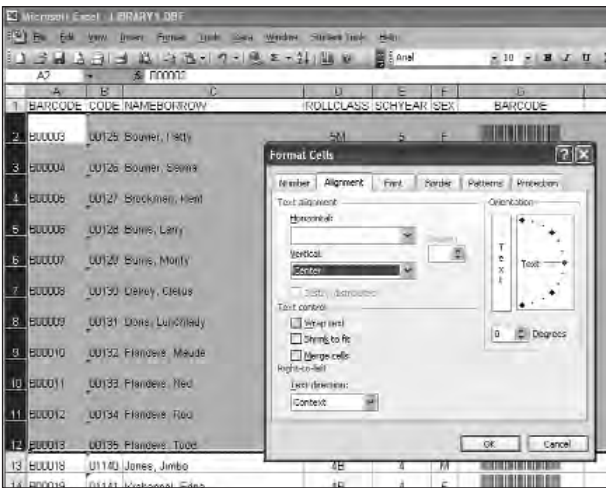 Microsoft Excel - LIBRARY1.DBF
File Edit View Insert Format Tools Data Window Help
Arial 10 B I U
A2 B00003
A B C D E F G
1 BARCODE CODE NAMEBORROW ROLLCLASS SCHYEAR SEX BARCODE
2 B00003 00125 Bouvier, Patty 5M 5 F
3 B00004 00126 Bouvier, Selma
4 B00005 00127 Brockman, Kent
5 B00006 00128 Burns, Larry
6 B00007 00129 Burns, Monty
7 B00008 00130 Delroy, Cletus
8 B00009 00131 Doris, Lunchlady
9 B00010 00132 Flanders, Maude
10 B00011 00133 Flanders, Ned
11 B00012 00134 Flanders, Rod
12 B00013 00135 Flanders, Todd
13 B00018 01140 Jones, Jimbo 4B 4 M
14 B00019 01141 Krabappel, Edna 4B 4 F
Format Cells
Number Alignment Font Border Patterns Protection
Text alignment
Horizontal:
Indent:
Vertical:
Center
Justify distributed
Text control
Wrap text
Shrink to fit
Merge cells
Right-to-left
Text direction:
Context
Orientation
Text
Text
0 Degrees
OK Cancel